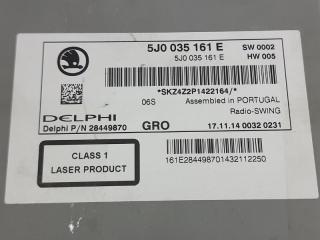 5J0 035 161 E SW 0002
5J0 035 161 E HW 005
*SKZ4Z2P1422164/*
06S Assembled in PORTUGAL
Radio-SWING
DELPHI
Delphi P/N 28449870 GRO 17.11.14 0032 0231
CLASS 1
LASER PRODUCT
161E284498701432112250